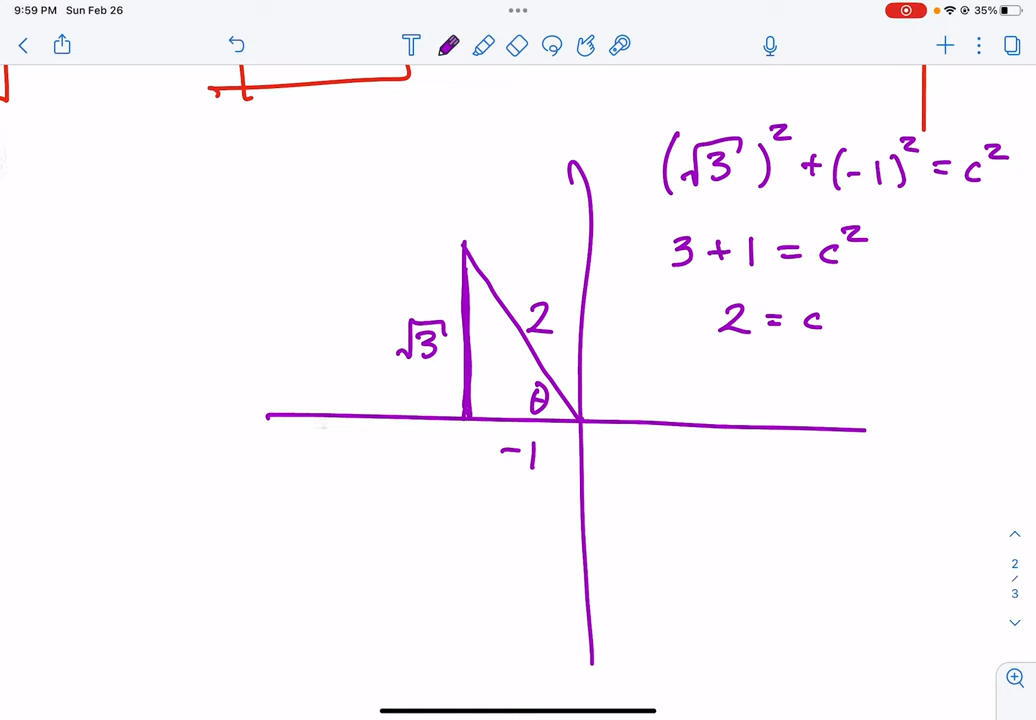 9:59 PM Sun Feb 26
35%
T
(√3)² + (-1)² = c²
3 + 1 = c²
2 = c
2
√3
θ
-1
2
/
3